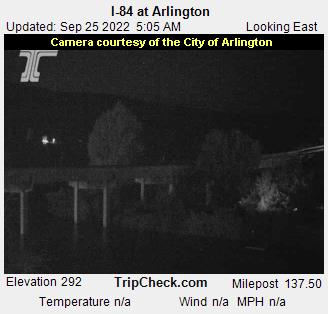 I-84 at Arlington
Updated: Sep 25 2022 5:05 AM Looking East
Camera courtesy of the City of Arlington
Elevation 292 TripCheck.com Milepost 137.50
Temperature n/a Wind n/a MPH n/a